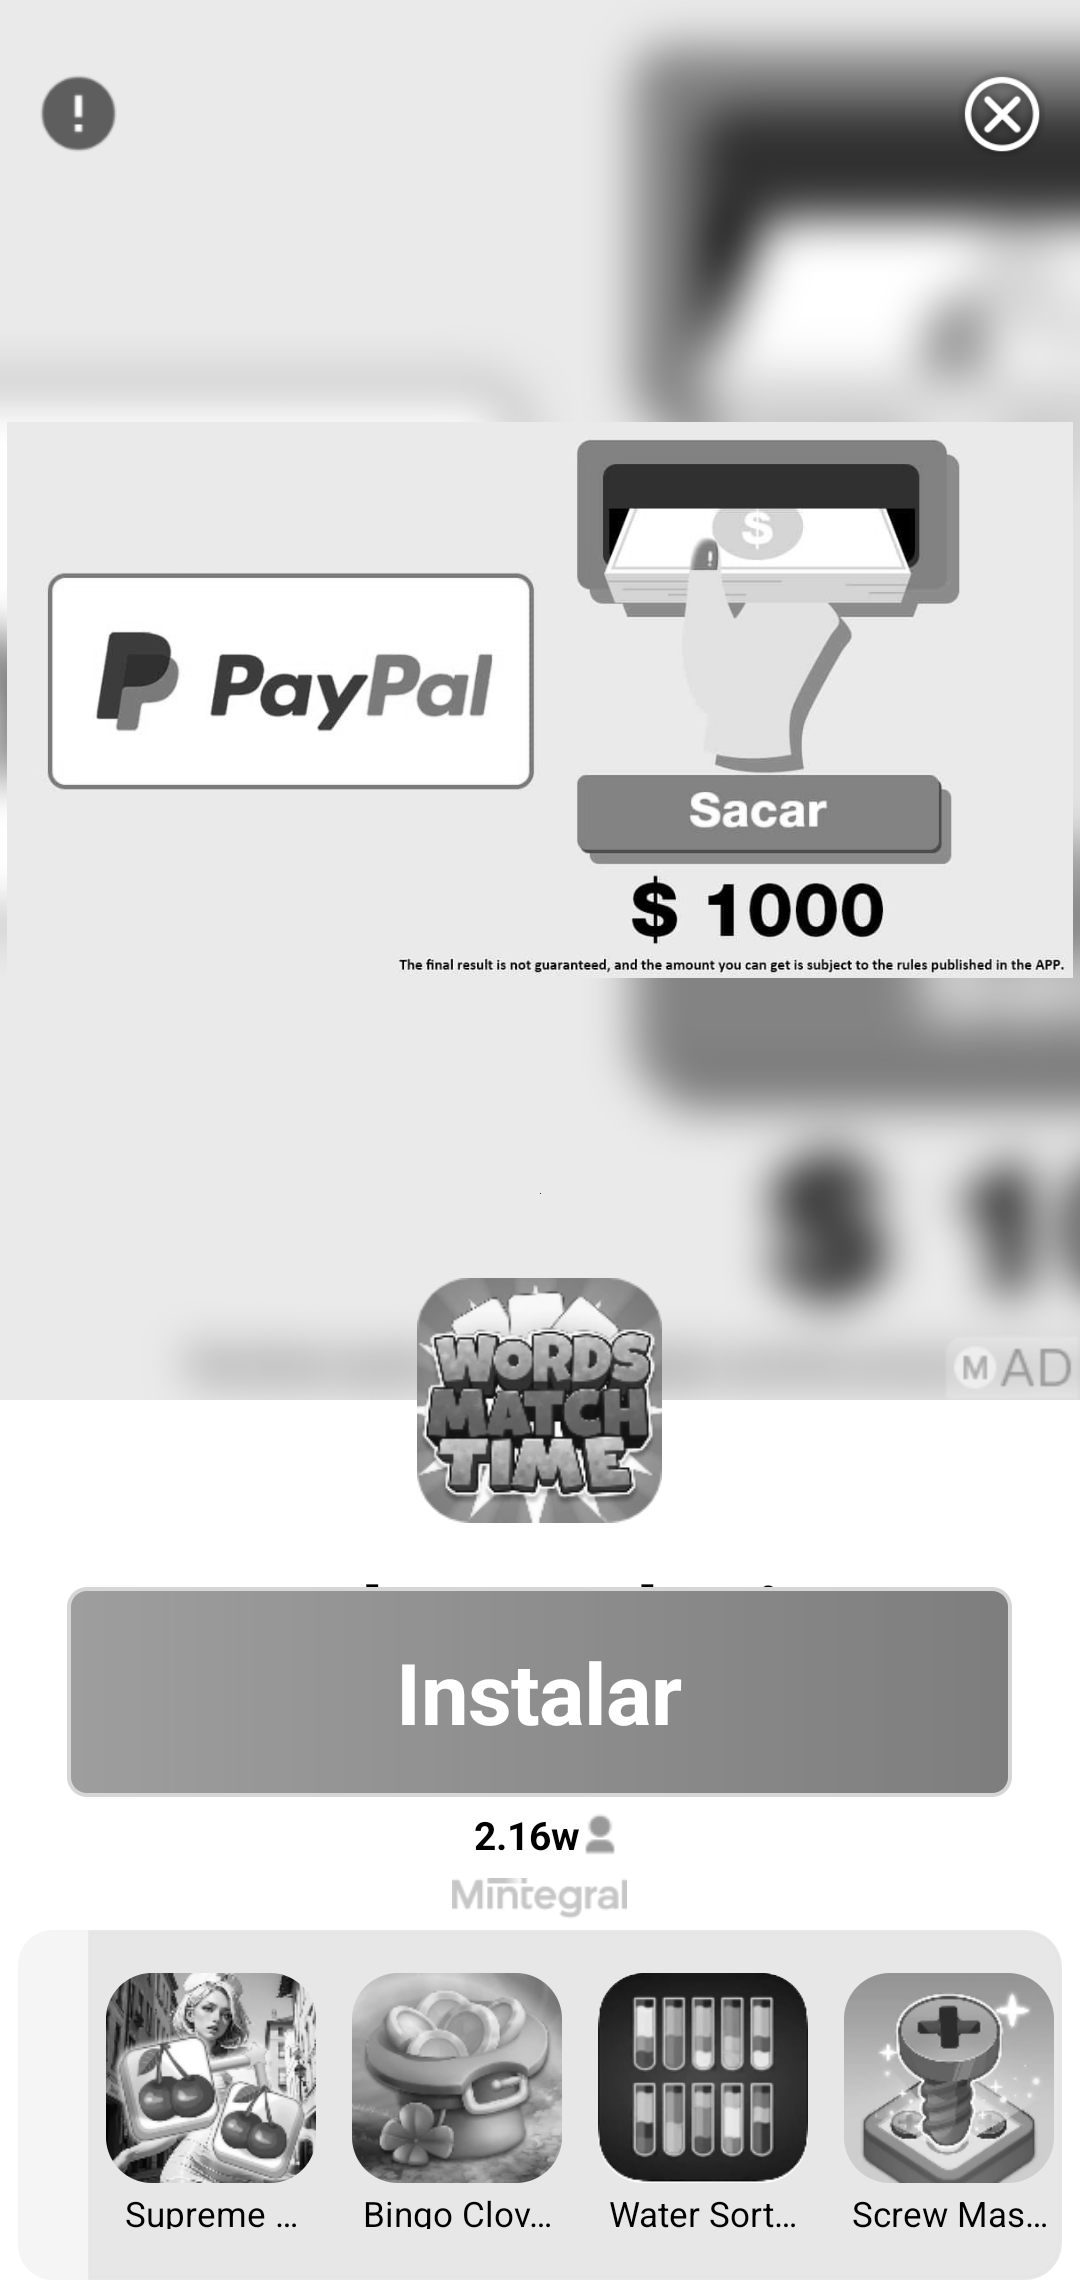 PayPal
$
Sacar
$ 1000
The final result is not guaranteed, and the amount you can get is subject to the rules published in the APP.
M AD
WORDS
MATCH
TIME
Instalar
2.16w
Mintegral
Supreme ...
Bingo Clov...
Water Sort...
Screw Mas...